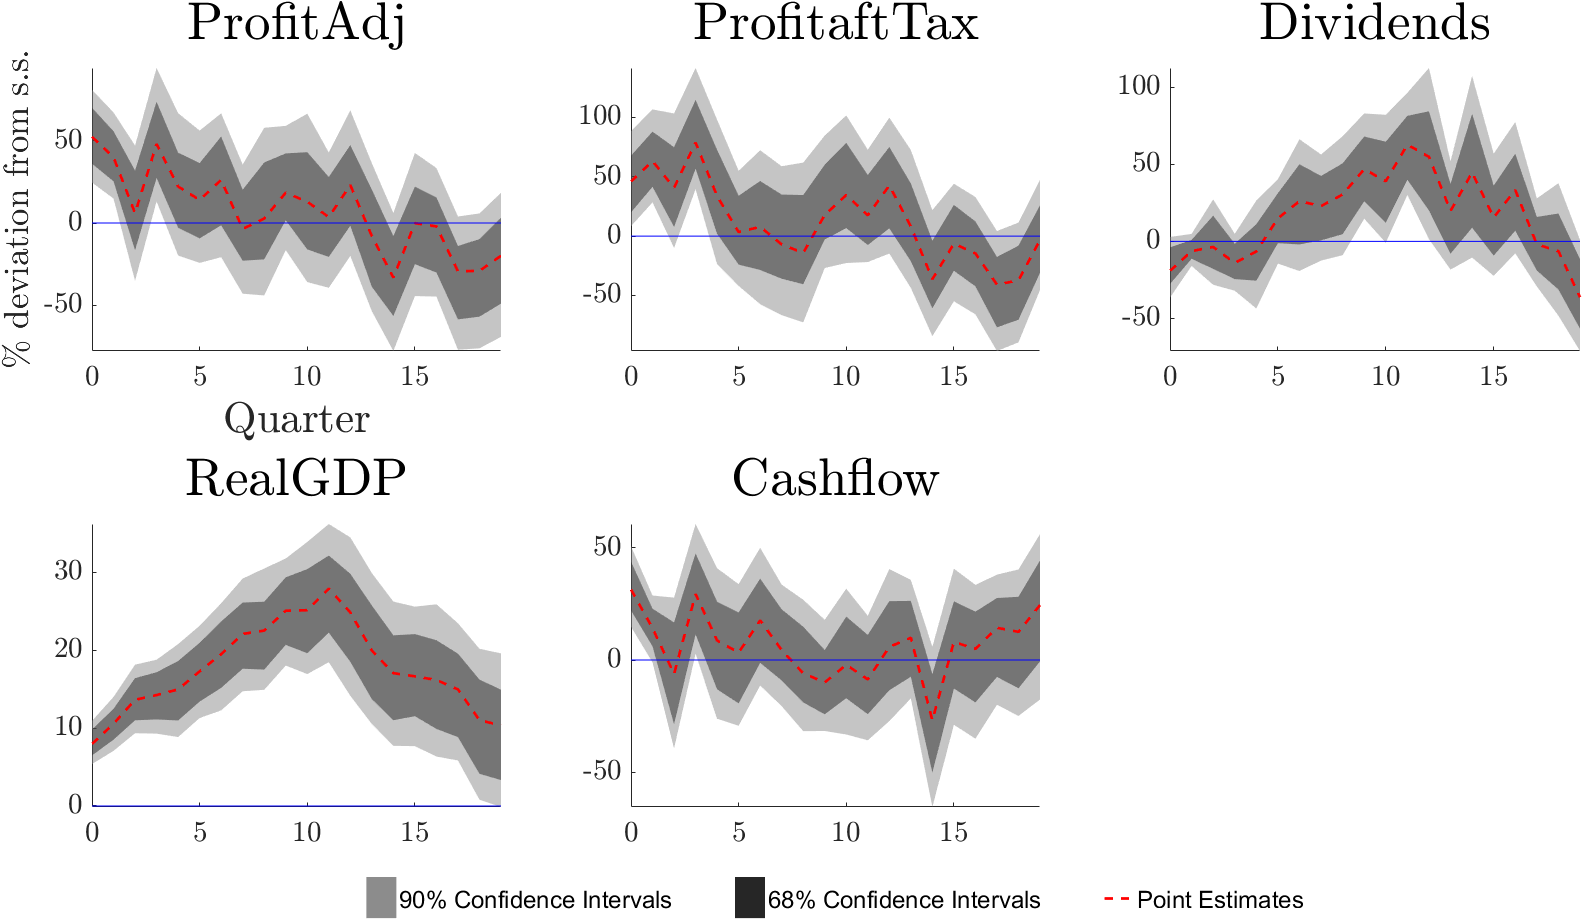 ProfitAdj
ProfitaftTax
Dividends
% deviation from s.s.
50
0
-50
0 5 10 15
100
50
0
-50
0 5 10 15
100
50
0
-50
0 5 10 15
Quarter
RealGDP
Cashflow
30
20
10
0
0 5 10 15
50
0
-50
0 5 10 15
90% Confidence Intervals
68% Confidence Intervals
Point Estimates